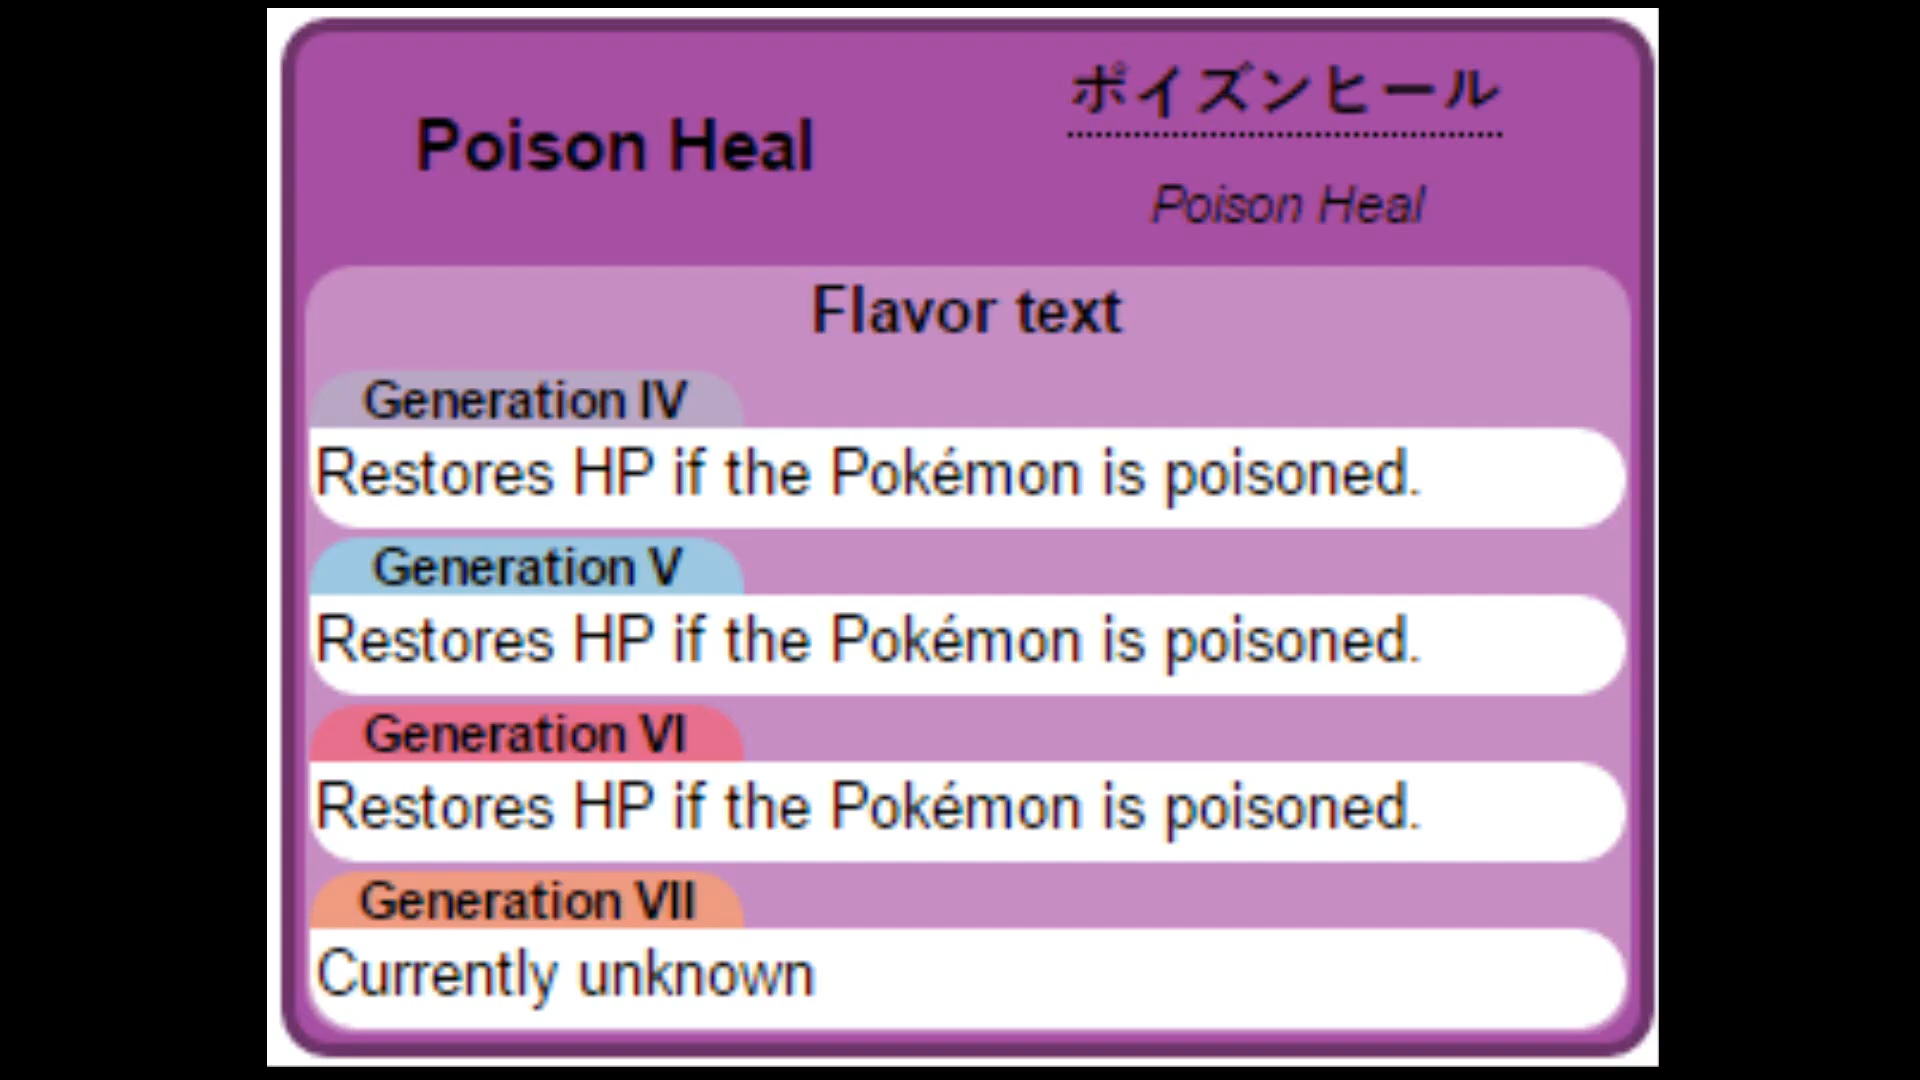 Poison Heal
ポイズンヒール
Poison Heal
Flavor text
Generation IV
Restores HP if the Pokémon is poisoned.
Generation V
Restores HP if the Pokémon is poisoned.
Generation VI
Restores HP if the Pokémon is poisoned.
Generation VII
Currently unknown